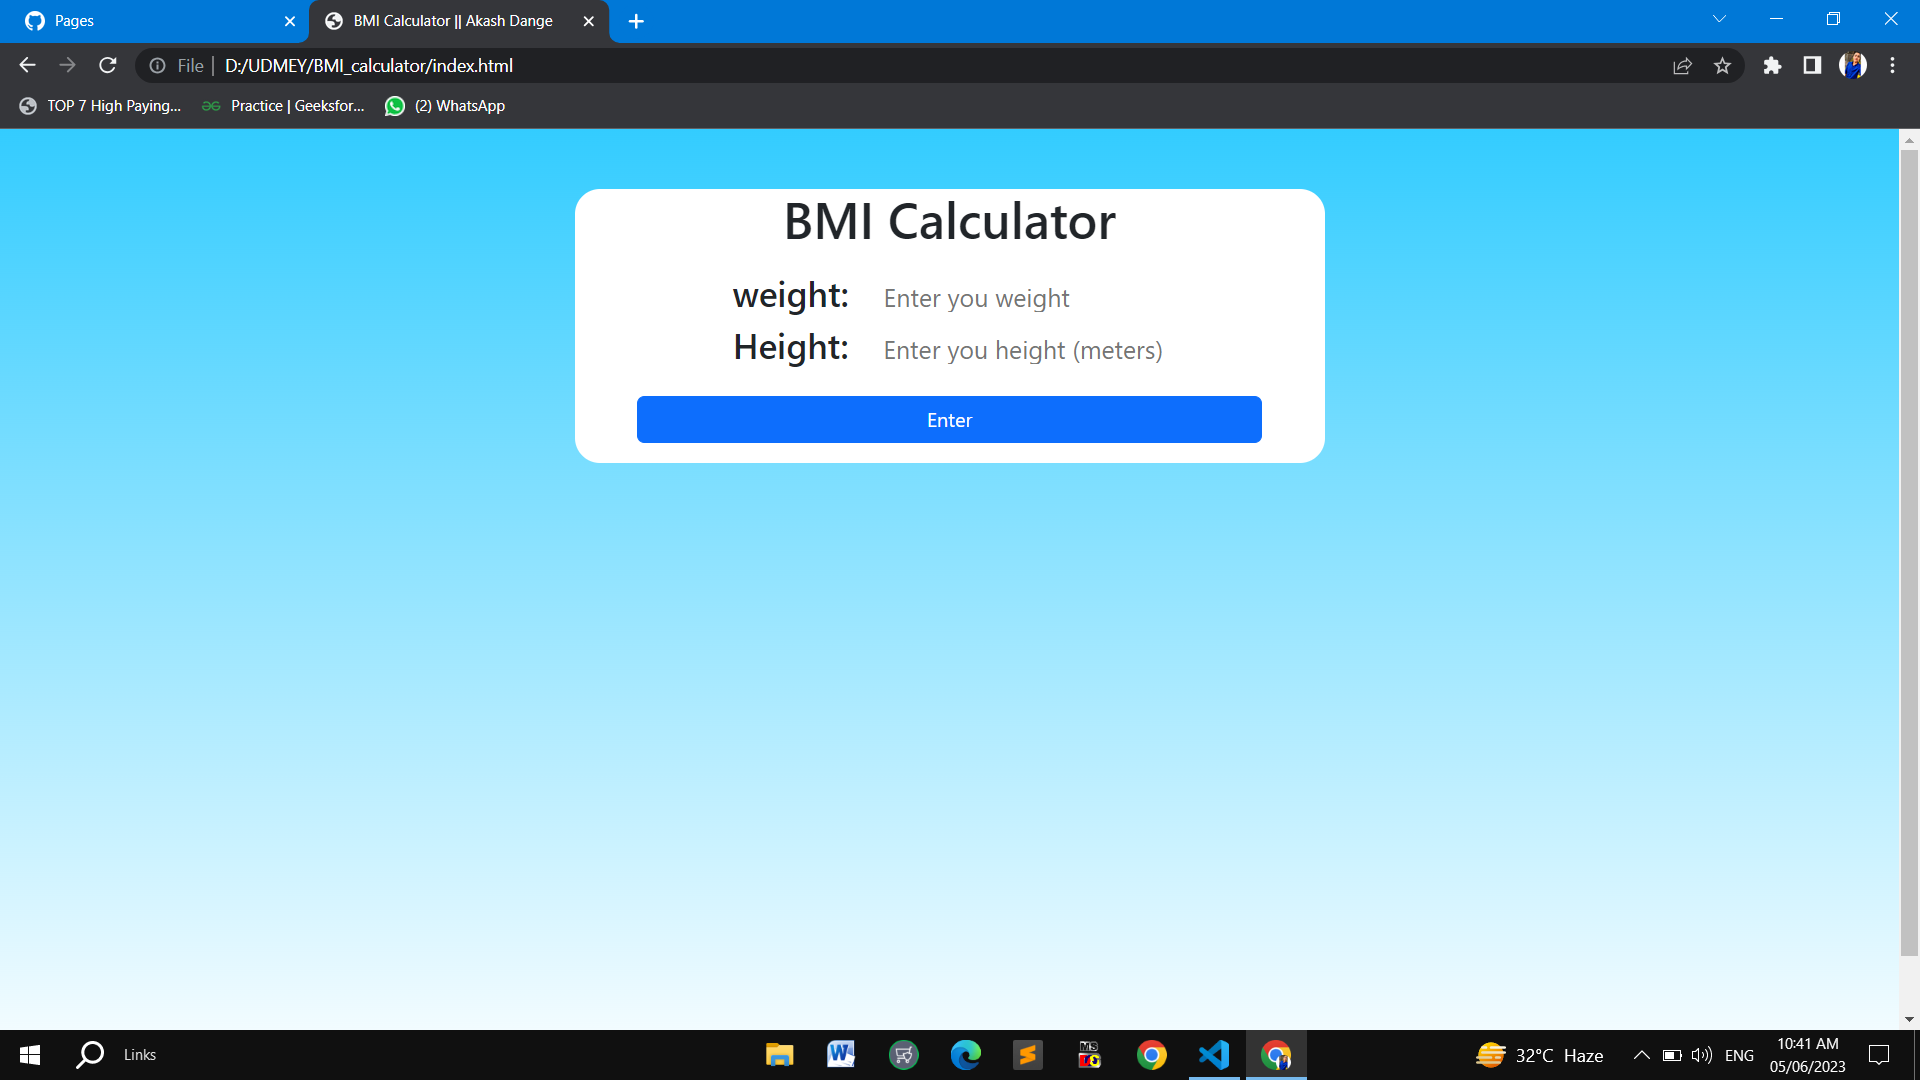 Pages
BMI Calculator || Akash Dange
File | D:/UDMEY/BMI_calculator/index.html
TOP 7 High Paying...
Practice | Geeksfor...
(2) WhatsApp
BMI Calculator
weight: Enter you weight
Height: Enter you height (meters)
Enter
Links
32°C Haze
ENG
10:41 AM
05/06/2023